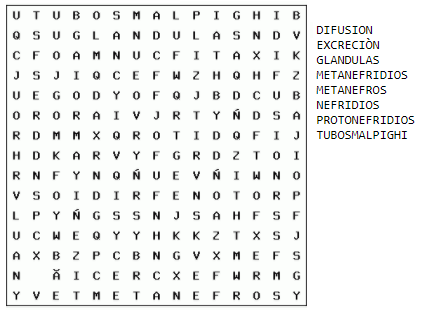 U T U B O S M A L P I G H I B
Q S U G L A N D U L A S N D V
C F O A M N U C F I T A X I K
J S J I Q C E F W Z H Q H F Z
U E G O D Y O F Q J B D C U B
O R O R A I V J R T Y Ñ D S A
R D M M X Q R O T I D Q F I J
H D K A R V Y F G R D Z T O I
R N F Y N Q Ñ U E V Ñ I W N O
V S O I D I R F E N O T O R P
L P Y Ñ G S S N J S A H F S F
U C W E Q Y Y H K K Z T X S J
A X B Z P C B N G V X M E F S
N Ă I C E R C X E F W R M G
Y V E T M E T A N E F R O S Y
DIFUSION
EXCRECIÒN
GLANDULAS
METANEFRIDIOS
METANEFROS
NEFRIDIOS
PROTONEFRIDIOS
TUBOSMALPIGHI